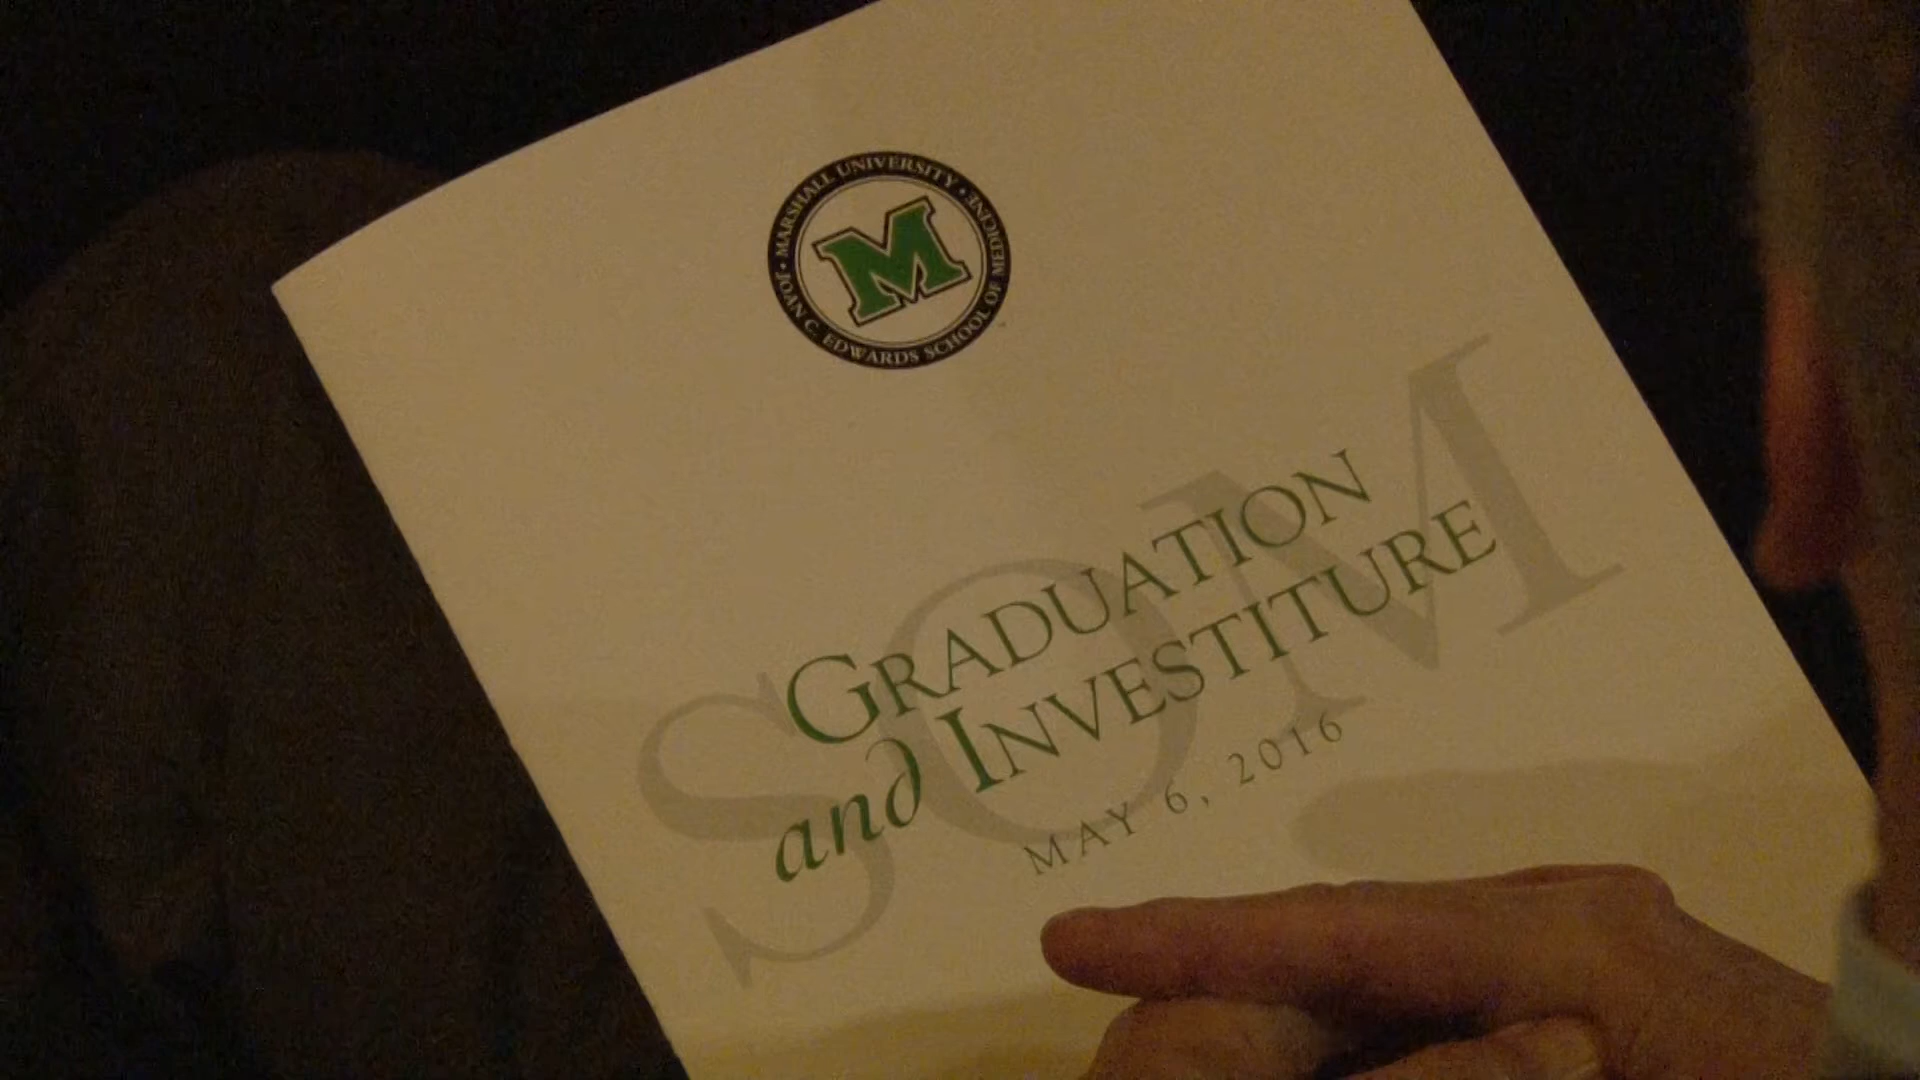 • MARSHALL UNIVERSITY •
JOAN C. EDWARDS SCHOOL OF MEDICINE
M
SOM
GRADUATION
and INVESTITURE
MAY 6, 2016